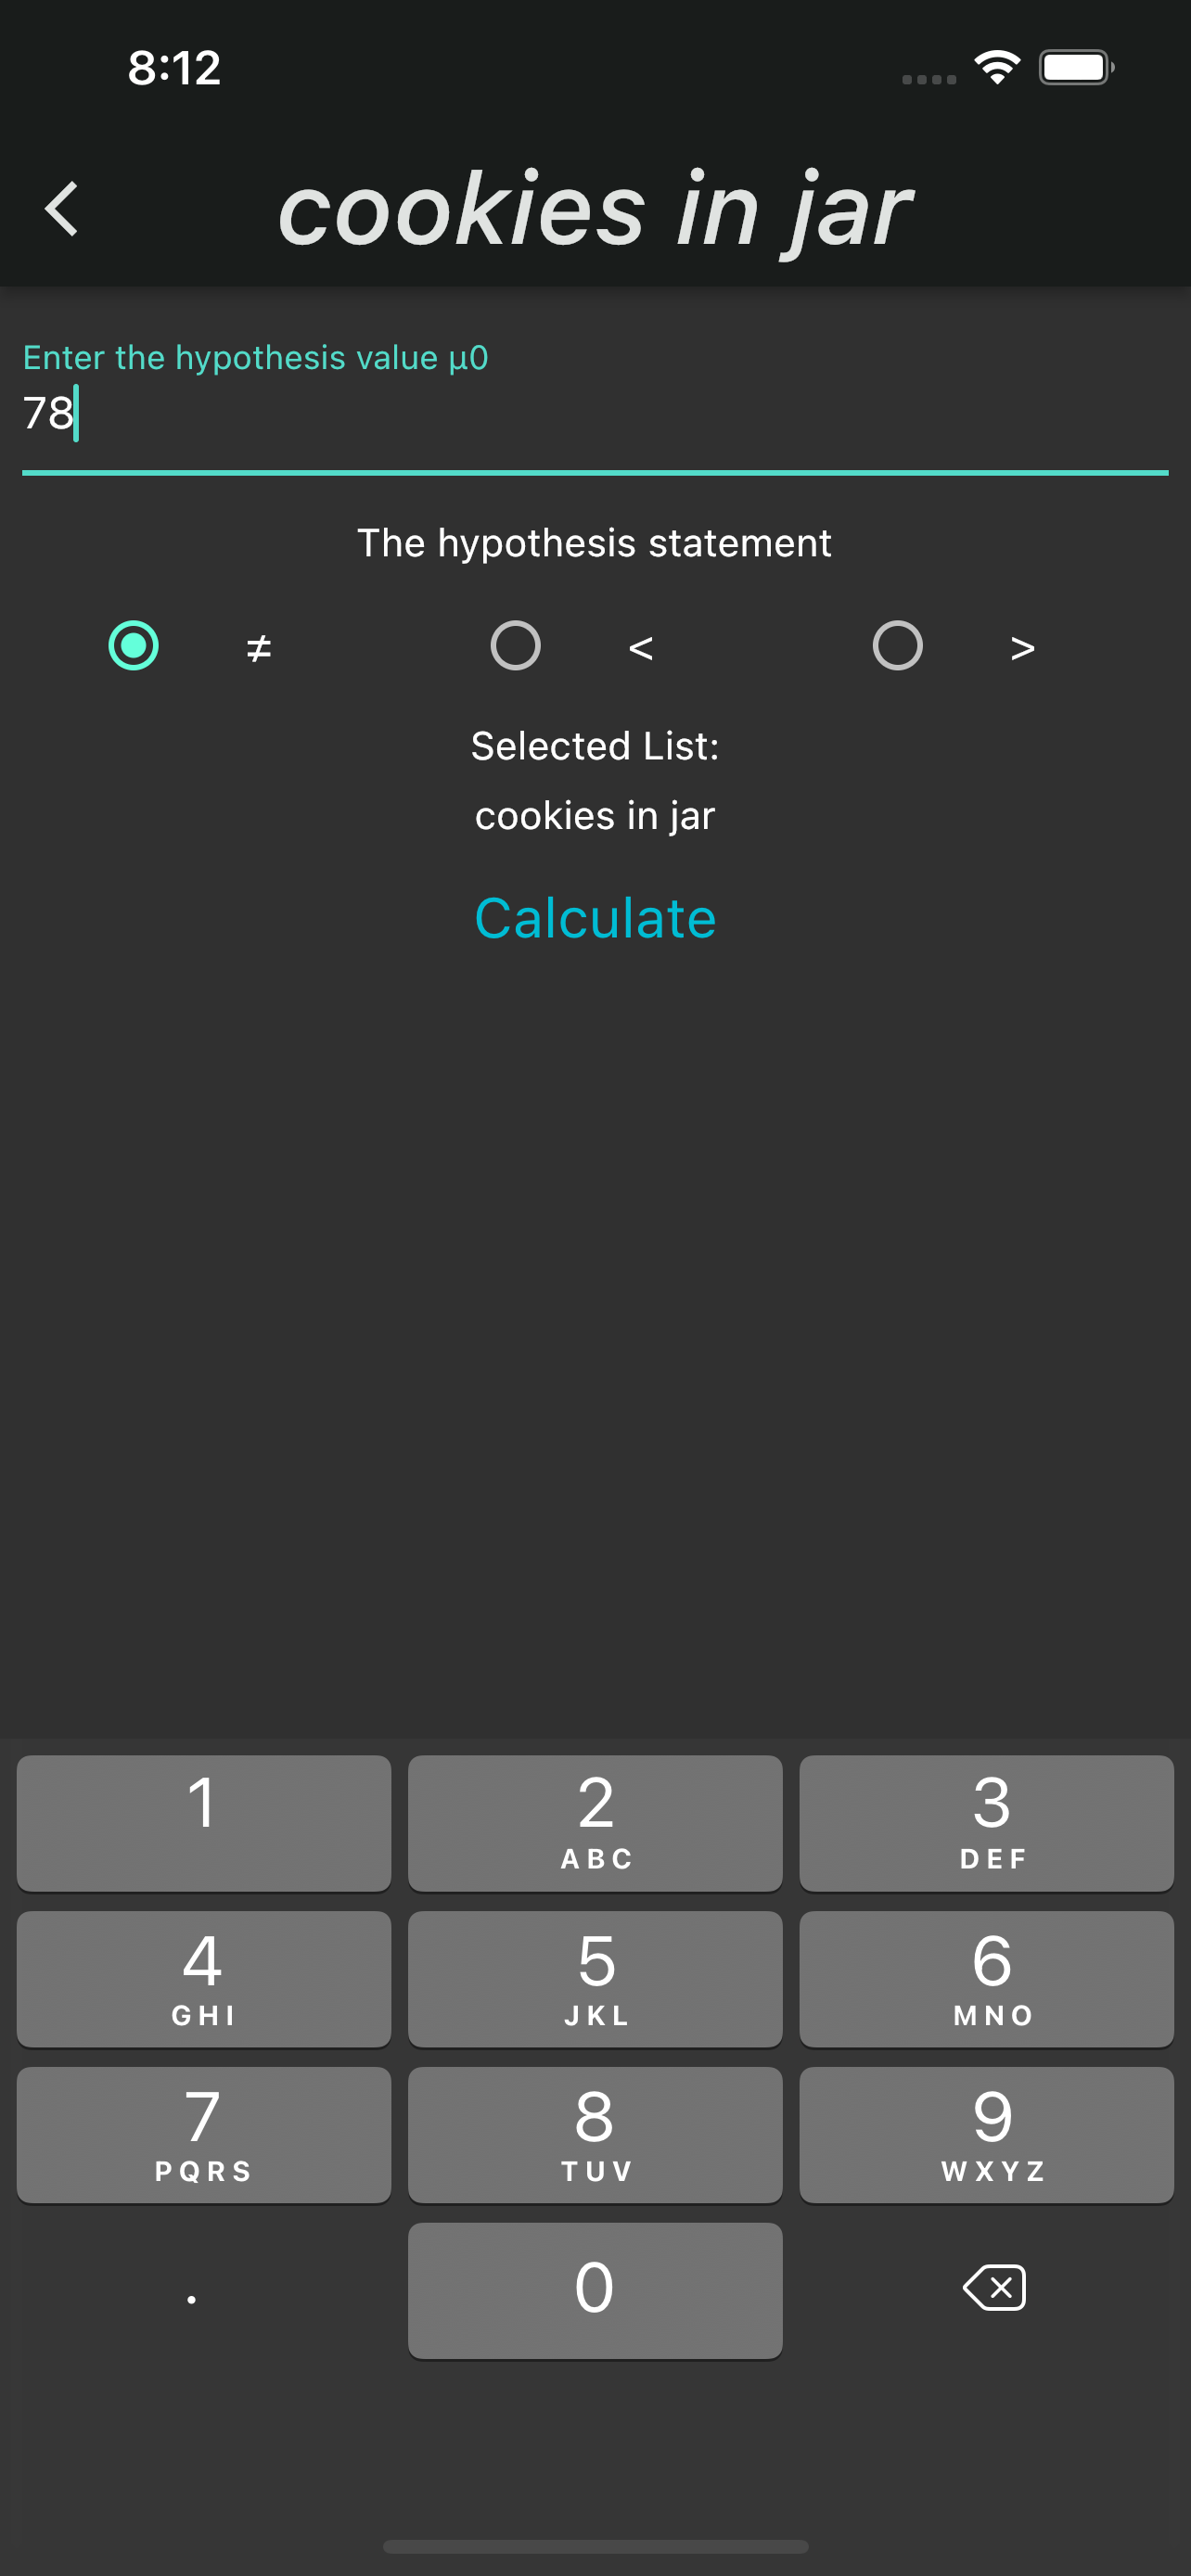 8:12
cookies in jar
Enter the hypothesis value µ0
78
The hypothesis statement
≠ < >
Selected List:
cookies in jar
Calculate
1 2 3
ABC DEF
4 5 6
GHI JKL MNO
7 8 9
PQRS TUV WXYZ
. 0